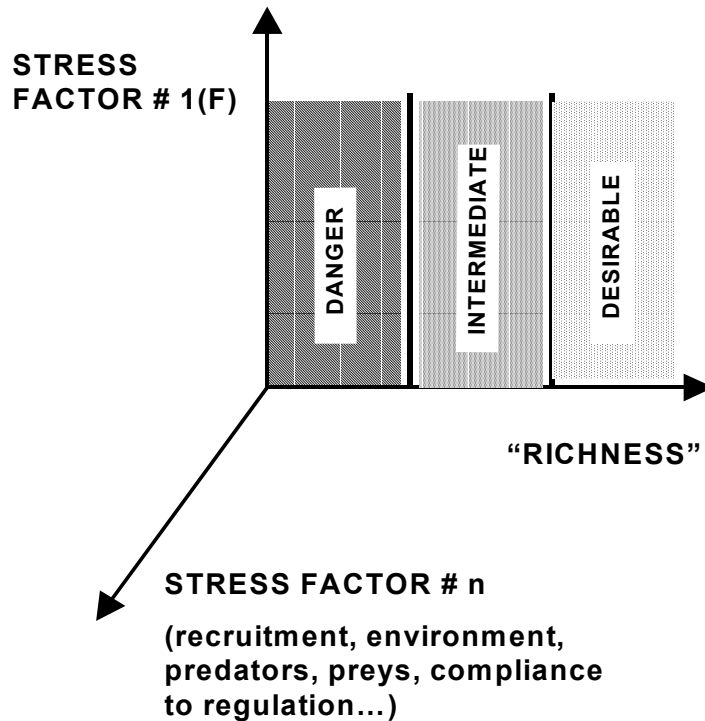 STRESS
FACTOR # 1(F)
DANGER
INTERMEDIATE
DESIRABLE
“RICHNESS”
STRESS FACTOR # n
(recruitment, environment,
predators, preys, compliance
to regulation…)